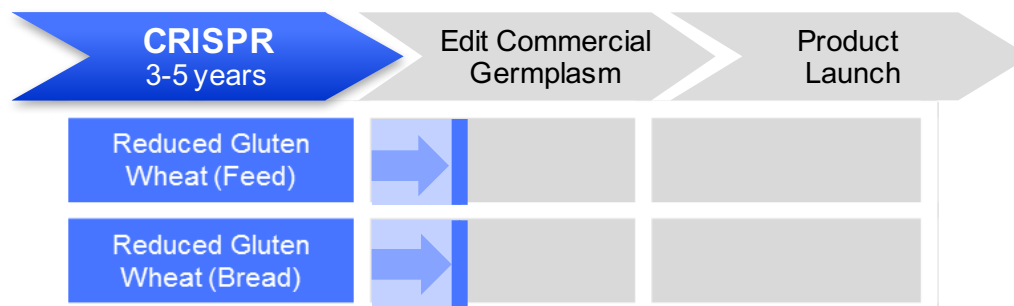 CRISPR
3-5 years
Edit Commercial
Germplasm
Product
Launch
Reduced Gluten
Wheat (Feed)
Reduced Gluten
Wheat (Bread)